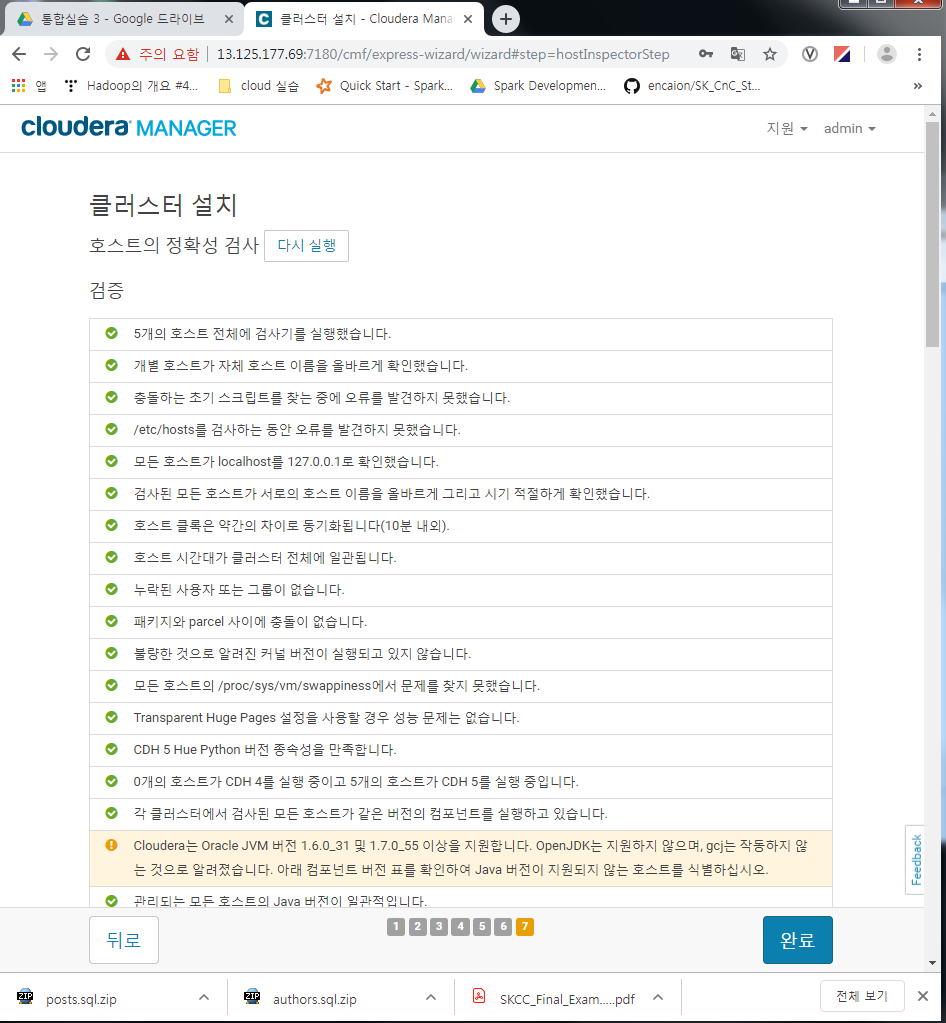 통합실습 3 - Google 드라이브
클러스터 설치 - Cloudera Mana
주의 요함
13.125.177.69:7180/cmf/express-wizard/wizard#step=hostInspectorStep
앱
Hadoop의 개요 #4...
cloud 실습
Quick Start - Spark...
Spark Developmen...
encaion/SK_CnC_St...
»
cloudera MANAGER
지원
admin
클러스터 설치
호스트의 정확성 검사
다시 실행
검증
5개의 호스트 전체에 검사기를 실행했습니다.
개별 호스트가 자체 호스트 이름을 올바르게 확인했습니다.
충돌하는 초기 스크립트를 찾는 중에 오류를 발견하지 못했습니다.
/etc/hosts를 검사하는 동안 오류를 발견하지 못했습니다.
모든 호스트가 localhost를 127.0.0.1로 확인했습니다.
검사된 모든 호스트가 서로의 호스트 이름을 올바르게 그리고 시기 적절하게 확인했습니다.
호스트 클록은 약간의 차이로 동기화됩니다(10분 내외).
호스트 시간대가 클러스터 전체에 일관됩니다.
누락된 사용자 또는 그룹이 없습니다.
패키지와 parcel 사이에 충돌이 없습니다.
불량한 것으로 알려진 커널 버전이 실행되고 있지 않습니다.
모든 호스트의 /proc/sys/vm/swappiness에서 문제를 찾지 못했습니다.
Transparent Huge Pages 설정을 사용할 경우 성능 문제는 없습니다.
CDH 5 Hue Python 버전 종속성을 만족합니다.
0개의 호스트가 CDH 4를 실행 중이고 5개의 호스트가 CDH 5를 실행 중입니다.
각 클러스터에서 검사된 모든 호스트가 같은 버전의 컴포넌트를 실행하고 있습니다.
Cloudera는 Oracle JVM 버전 1.6.0_31 및 1.7.0_55 이상을 지원합니다. OpenJDK는 지원하지 않으며, gcj는 작동하지 않
는 것으로 알려졌습니다. 아래 컴포넌트 버전 표를 확인하여 Java 버전이 지원되지 않는 호스트를 식별하십시오.
관리되는 모든 호스트의 Java 버전이 일관적입니다.
Feedback
뒤로
1 2 3 4 5 6 7
완료
posts.sql.zip
authors.sql.zip
SKCC_Final_Exam.....pdf
전체 보기